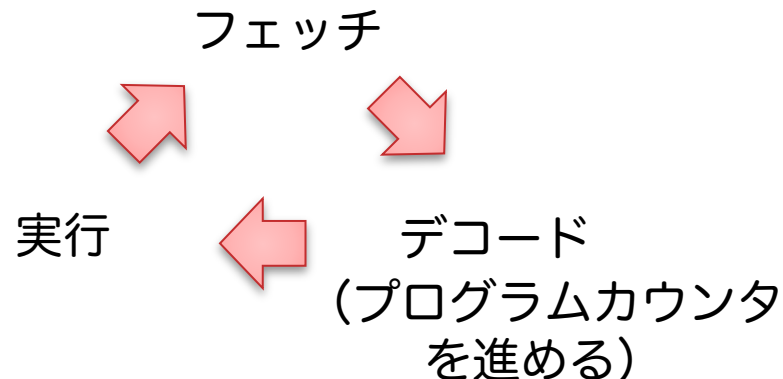 フェッチ
実行
デコード
(プログラムカウンタ
を進める)